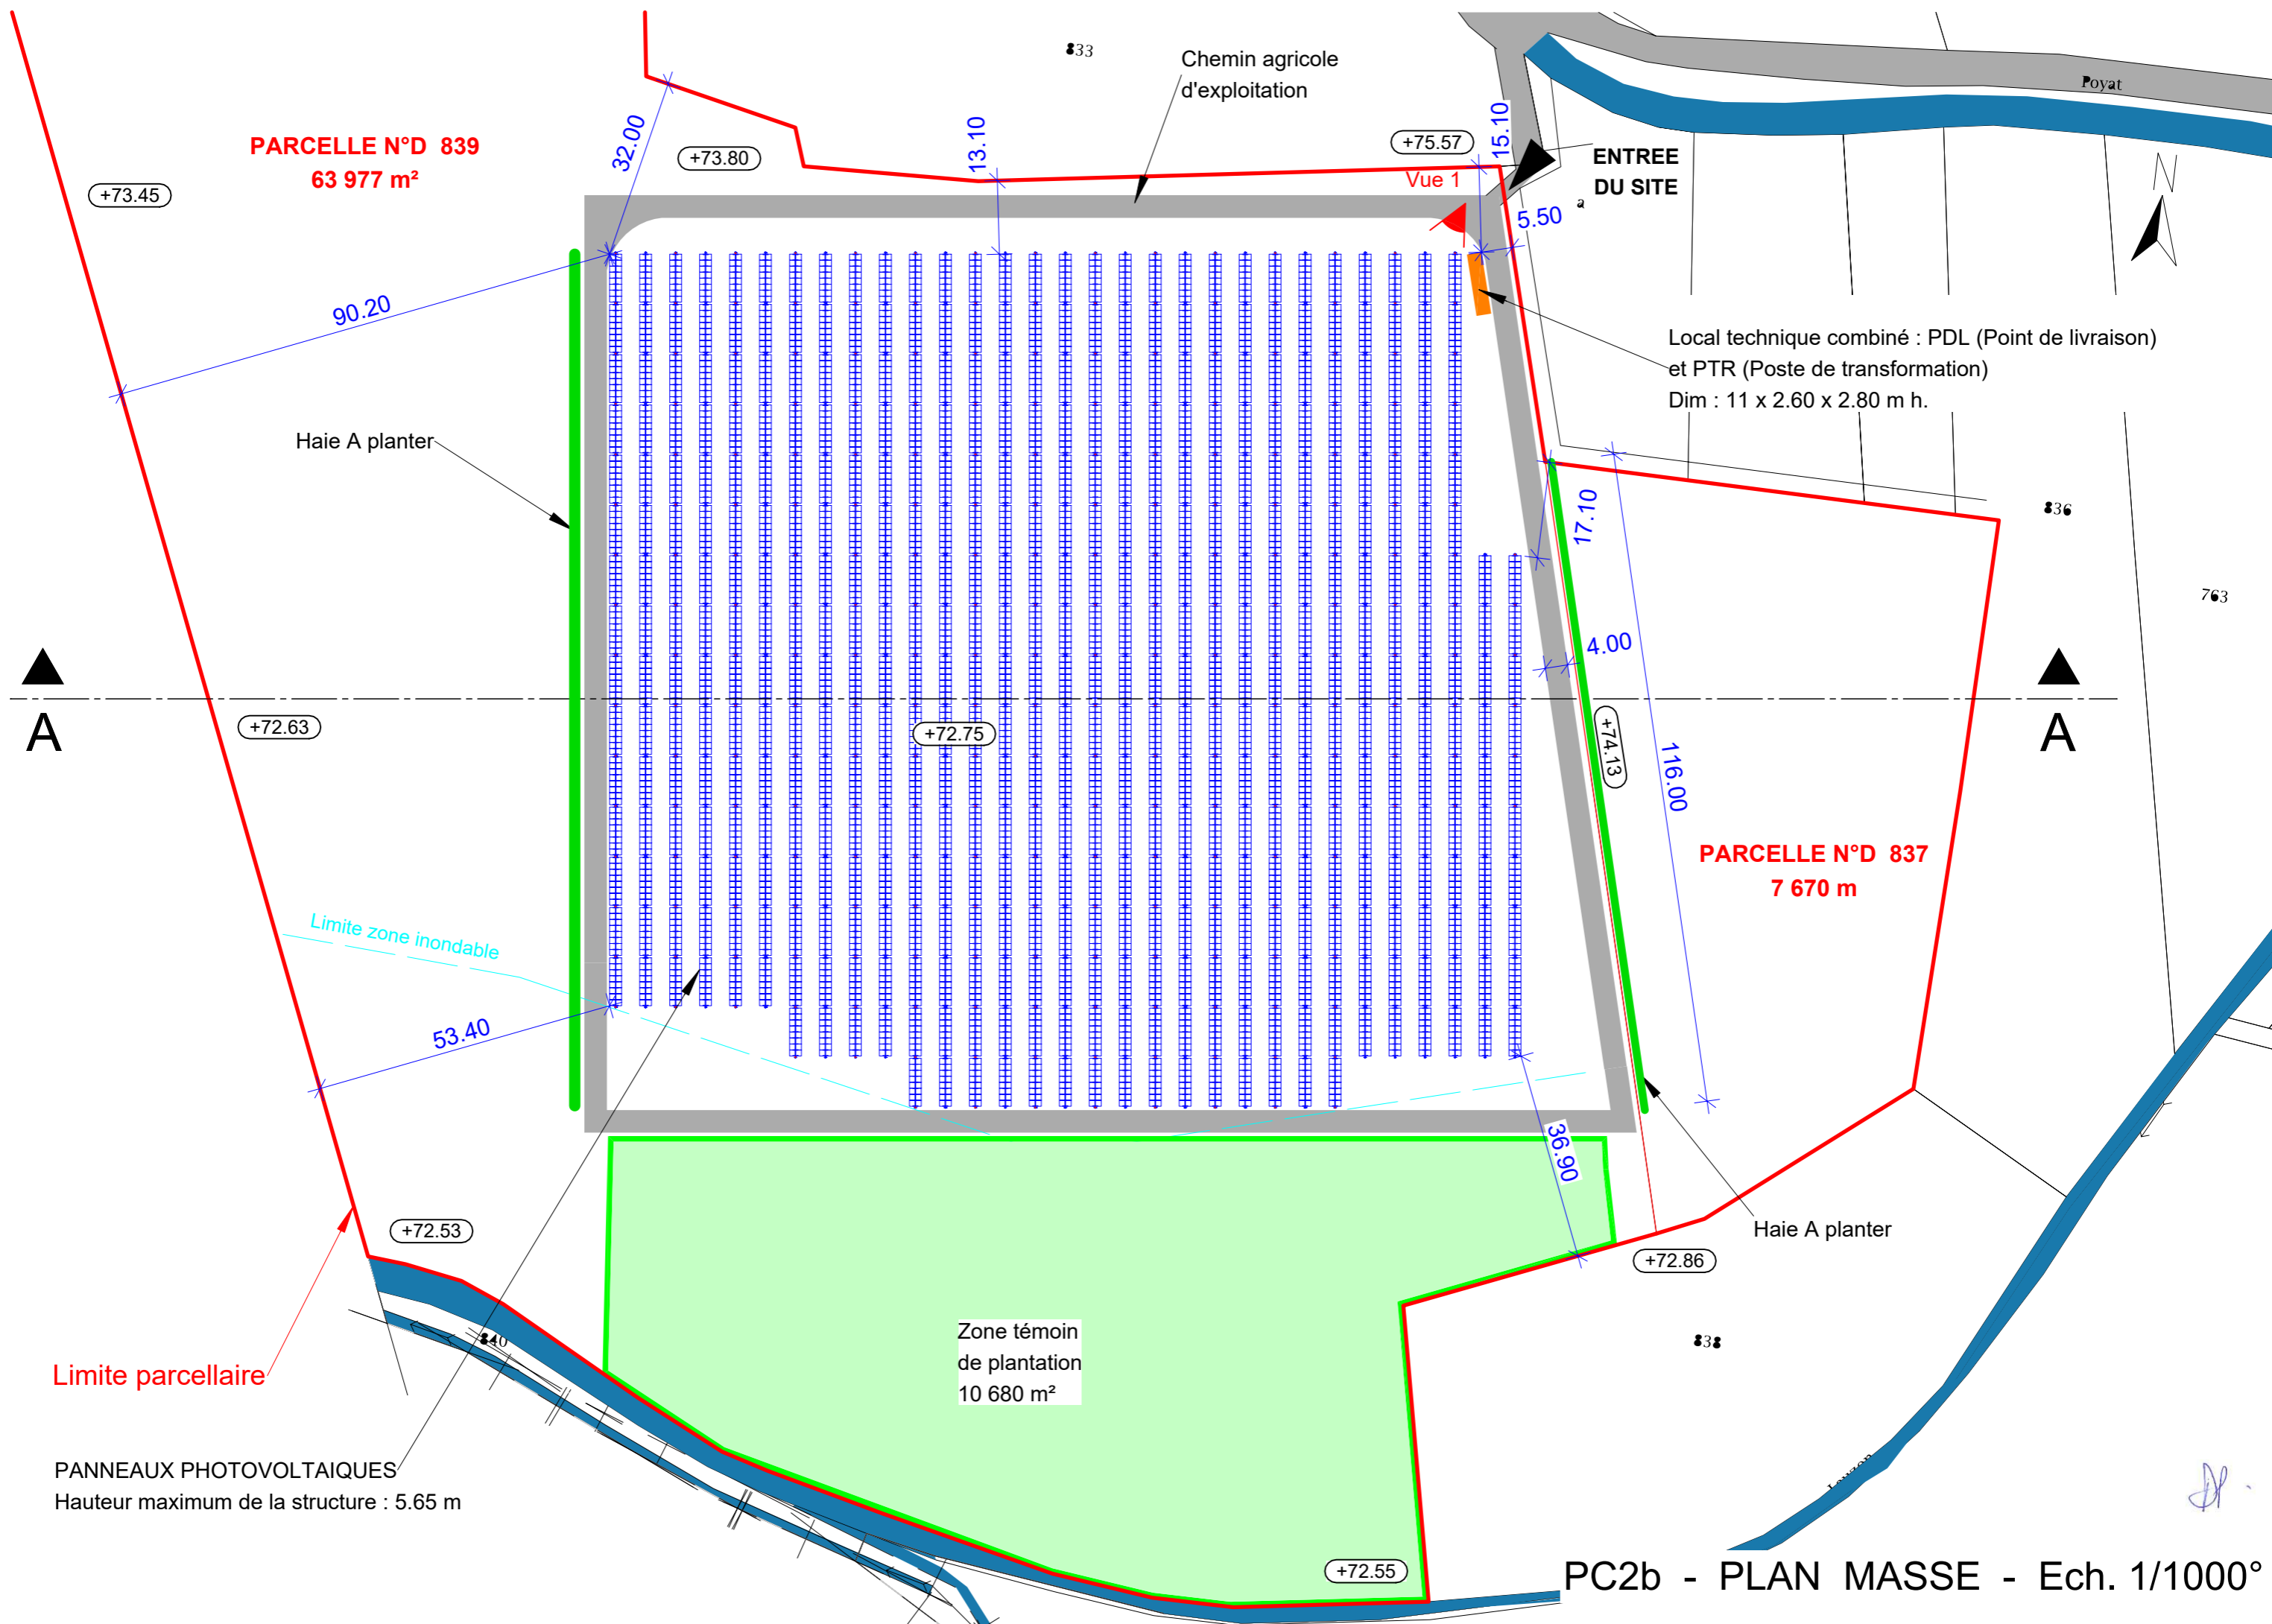 833
Chemin agricole
d'exploitation
Poyat
PARCELLE N°D 839
63 977 m²
32.00
+73.80
13.10
+75.57
15.10
ENTREE
DU SITE
Vue 1
a
5.50
N
+73.45
90.20
Local technique combiné : PDL (Point de livraison)
et PTR (Poste de transformation)
Dim : 11 x 2.60 x 2.80 m h.
Haie A planter
17.10
836
763
4.00
A
+72.63
+72.75
+74.13
116.00
A
PARCELLE N°D 837
7 670 m
Limite zone inondable
53.40
36.90
+72.53
Haie A planter
+72.86
840
Zone témoin
de plantation
10 680 m²
838
Limite parcellaire
PANNEAUX PHOTOVOLTAIQUES
Hauteur maximum de la structure : 5.65 m
+72.55
PC2b - PLAN MASSE - Ech. 1/1000°